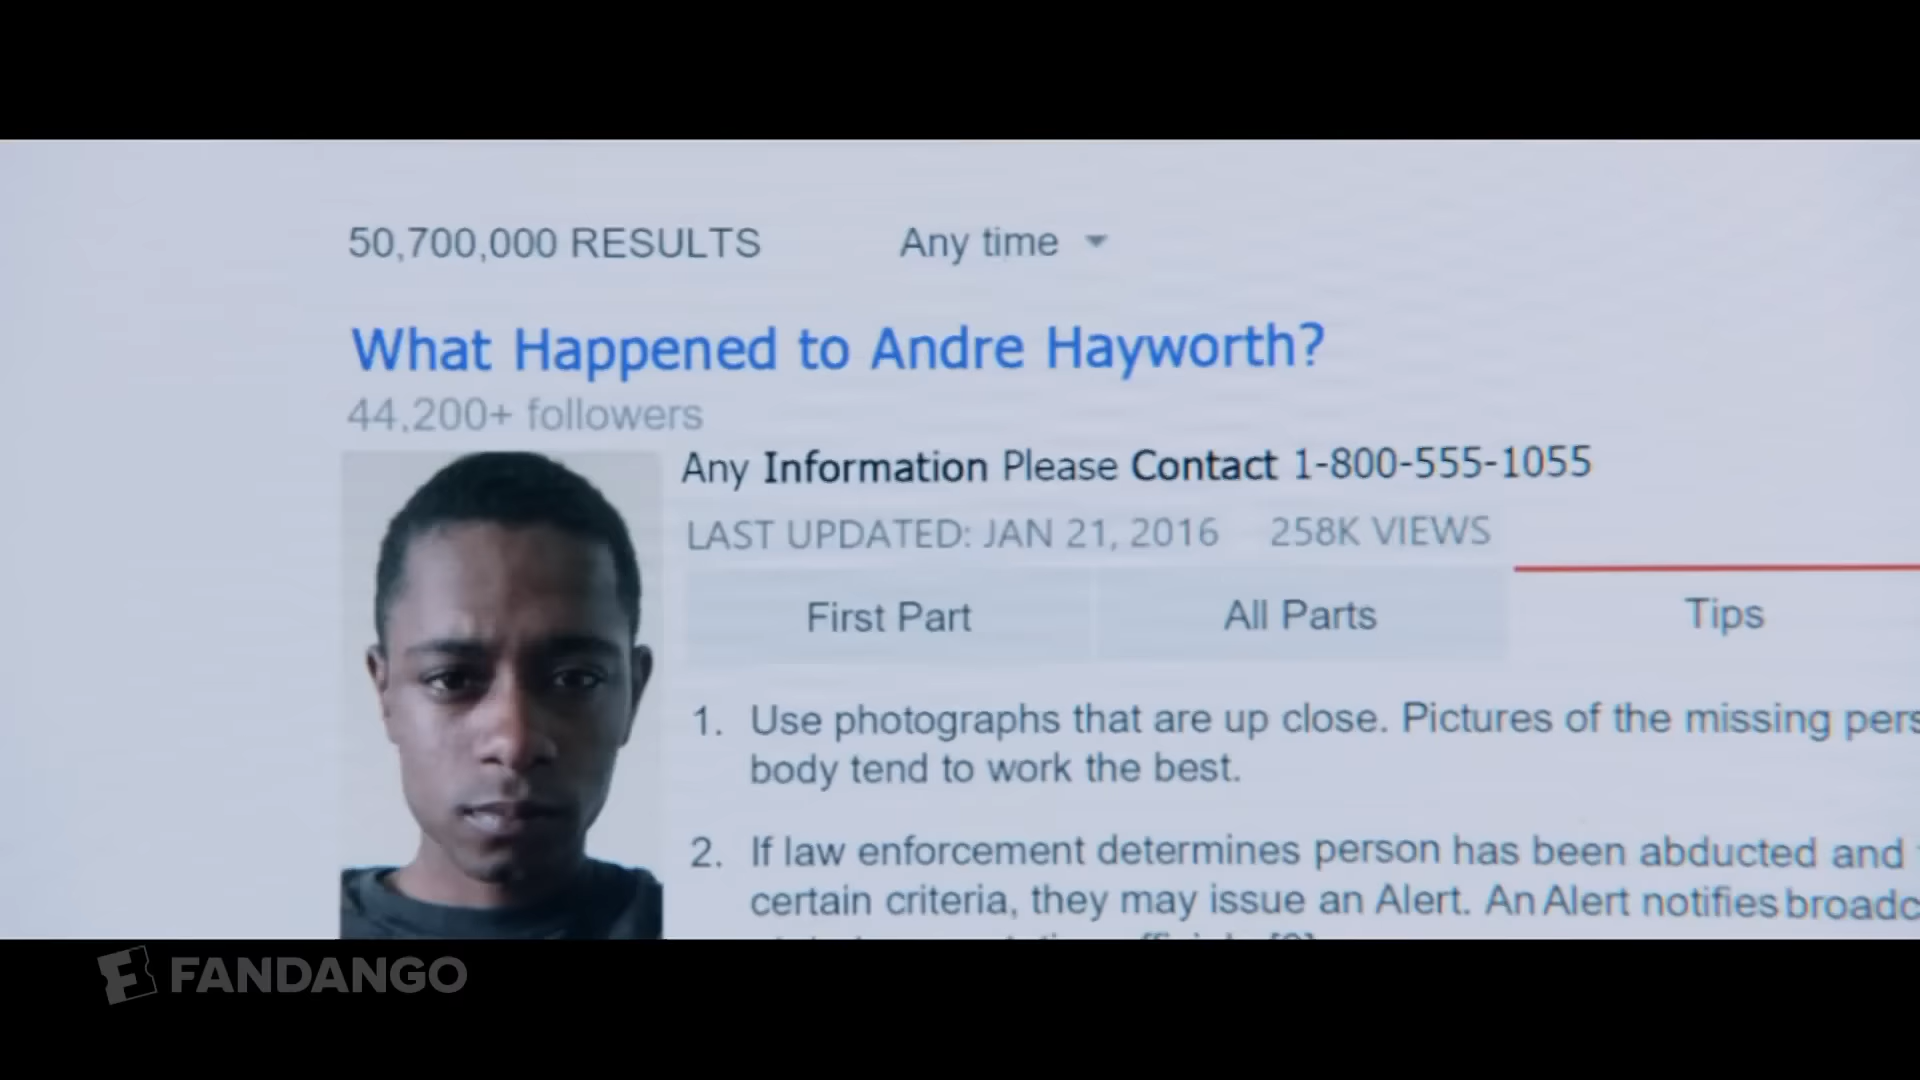 50,700,000 RESULTS Any time
What Happened to Andre Hayworth?
44,200+ followers
Any Information Please Contact 1-800-555-1055
LAST UPDATED: JAN 21, 2016 258K VIEWS
First Part All Parts Tips
1. Use photographs that are up close. Pictures of the missing pers
body tend to work the best.
2. If law enforcement determines person has been abducted and
certain criteria, they may issue an Alert. An Alert notifies broadc
FANDANGO